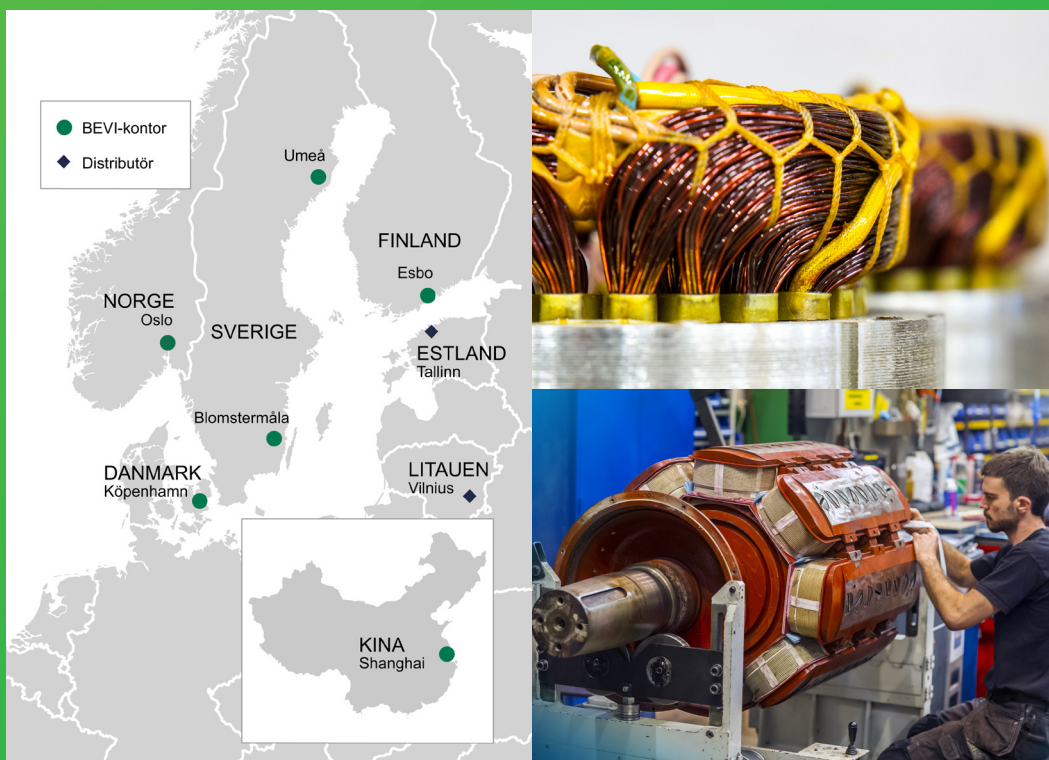 BEVI-kontor
Distributör
Umeå
FINLAND
Esbo
NORGE
Oslo
SVERIGE
ESTLAND
Tallinn
Blomstermåla
DANMARK
Köpenhamn
LITAUEN
Vilnius
KINA
Shanghai